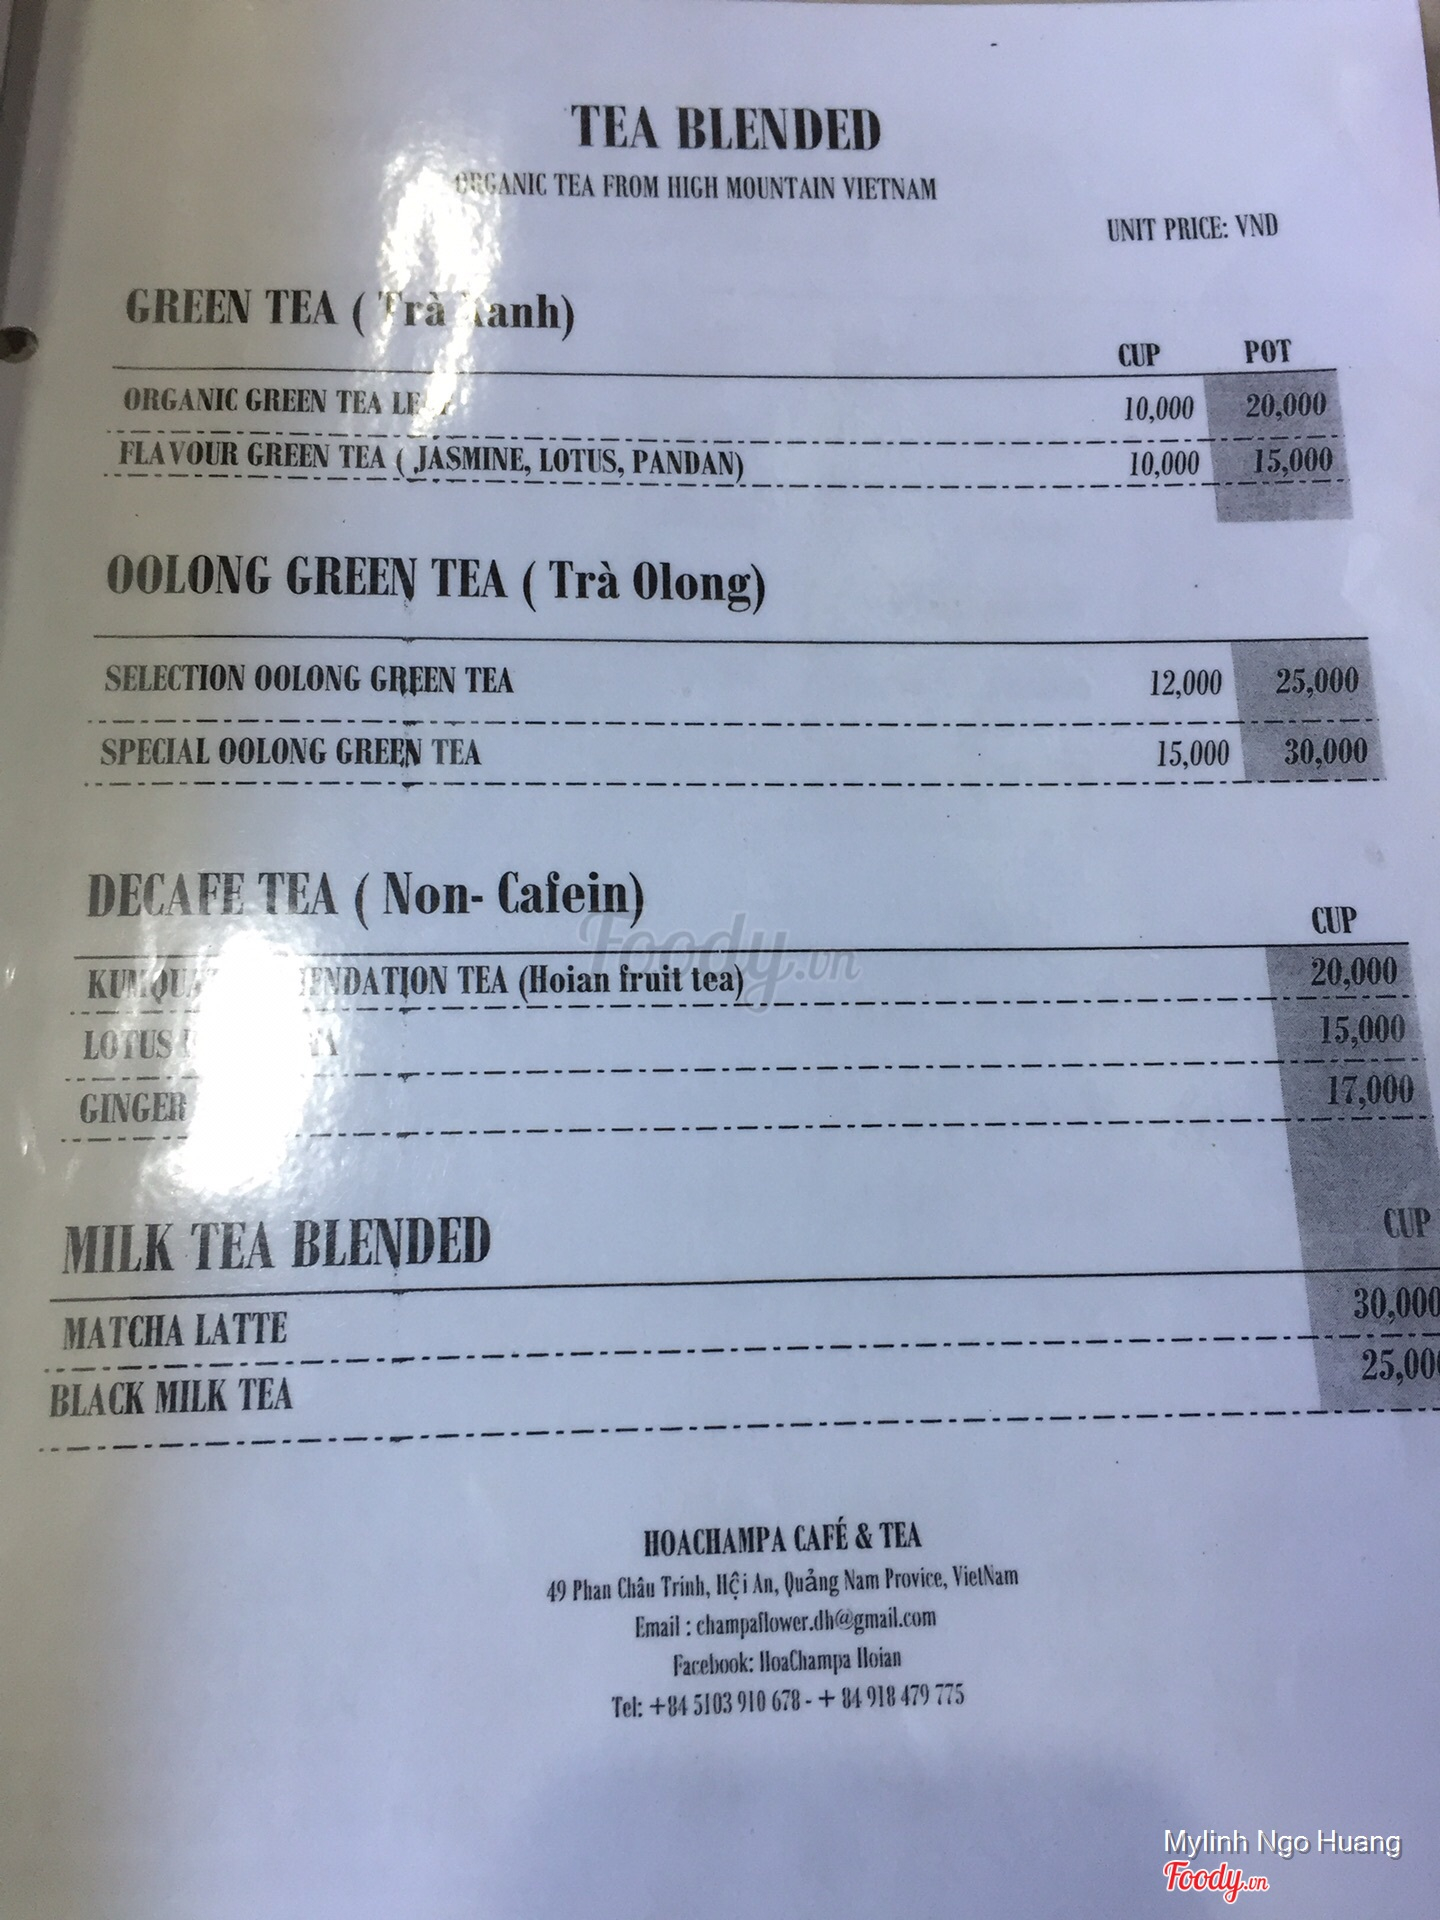 TEA BLENDED
ORGANIC TEA FROM HIGH MOUNTAIN VIETNAM
UNIT PRICE: VND
GREEN TEA ( Trà Xanh)
CUP POT
ORGANIC GREEN TEA 10,000 20,000
FLAVOUR GREEN TEA ( JASMINE, LOTUS, PANDAN) 10,000 15,000
OOLONG GREEN TEA ( Trà Olong)
SELECTION OOLONG GREEN TEA 12,000 25,000
SPECIAL OOLONG GREEN TEA 15,000 30,000
DECAFE TEA ( Non- Cafein)
CUP
TEA (Hoian fruit tea) 20,000
LOTUS 15,000
GINGER 17,000
MILK TEA BLENDED
CUP
MATCHA LATTE 30,000
BLACK MILK TEA 25,000
HOACHAMPA CAFÉ & TEA
49 Phan Châu Trinh, Hội An, Quảng Nam Provice, VietNam
Email : champaflower.dh@gmail.com
Facebook: HoaChampa Hoian
Tel: +84 5103 910 678 - + 84 918 479 775
Foody.vn
Mylinh Ngo Huang
Foody.vn